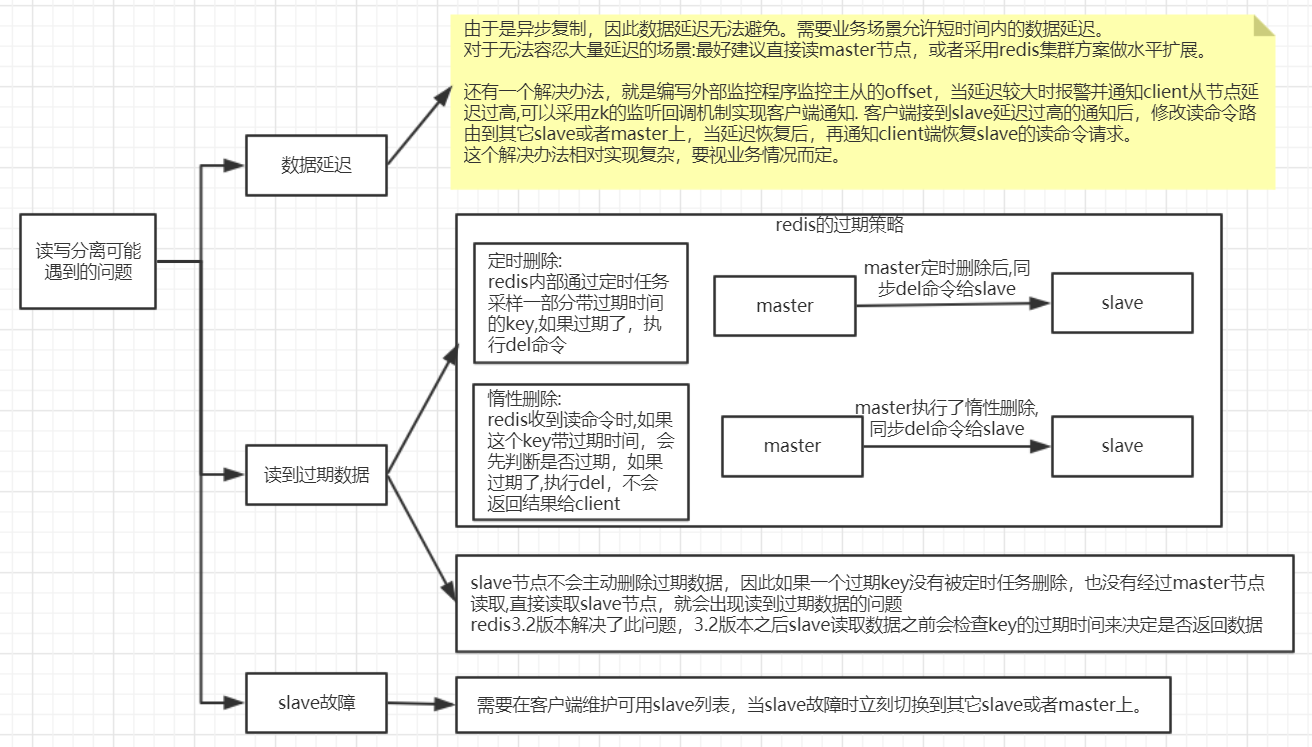 由于是异步复制，因此数据延迟无法避免。需要业务场景允许短时间内的数据延迟。
对于无法容忍大量延迟的场景:最好建议直接读master节点，或者采用redis集群方案做水平扩展。
还有一个解决办法，就是编写外部监控程序监控主从的offset，当延迟较大时报警并通知client从节点延
迟过高,可以采用zk的监听回调机制实现客户端通知. 客户端接到slave延迟过高的通知后，修改读命令路
由到其它slave或者master上，当延迟恢复后，再通知client端恢复slave的读命令请求。
这个解决办法相对实现复杂，要视业务情况而定。
数据延迟
读写分离可能
遇到的问题
redis的过期策略
定时删除:
redis内部通过定时任务
采样一部分带过期时间
的key,如果过期了，执
行del命令
master
master定时删除后,同
步del命令给slave
slave
惰性删除:
redis收到读命令时,如果
这个key带过期时间，会
先判断是否过期，如果
过期了,执行del，不会
返回结果给client
master
master执行了惰性删除,
同步del命令给slave
slave
读到过期数据
slave节点不会主动删除过期数据，因此如果一个过期key没有被定时任务删除，也没有经过master节点
读取,直接读取slave节点，就会出现读到过期数据的问题
redis3.2版本解决了此问题，3.2版本之后slave读取数据之前会检查key的过期时间来决定是否返回数据
slave故障
需要在客户端维护可用slave列表，当slave故障时立刻切换到其它slave或者master上。